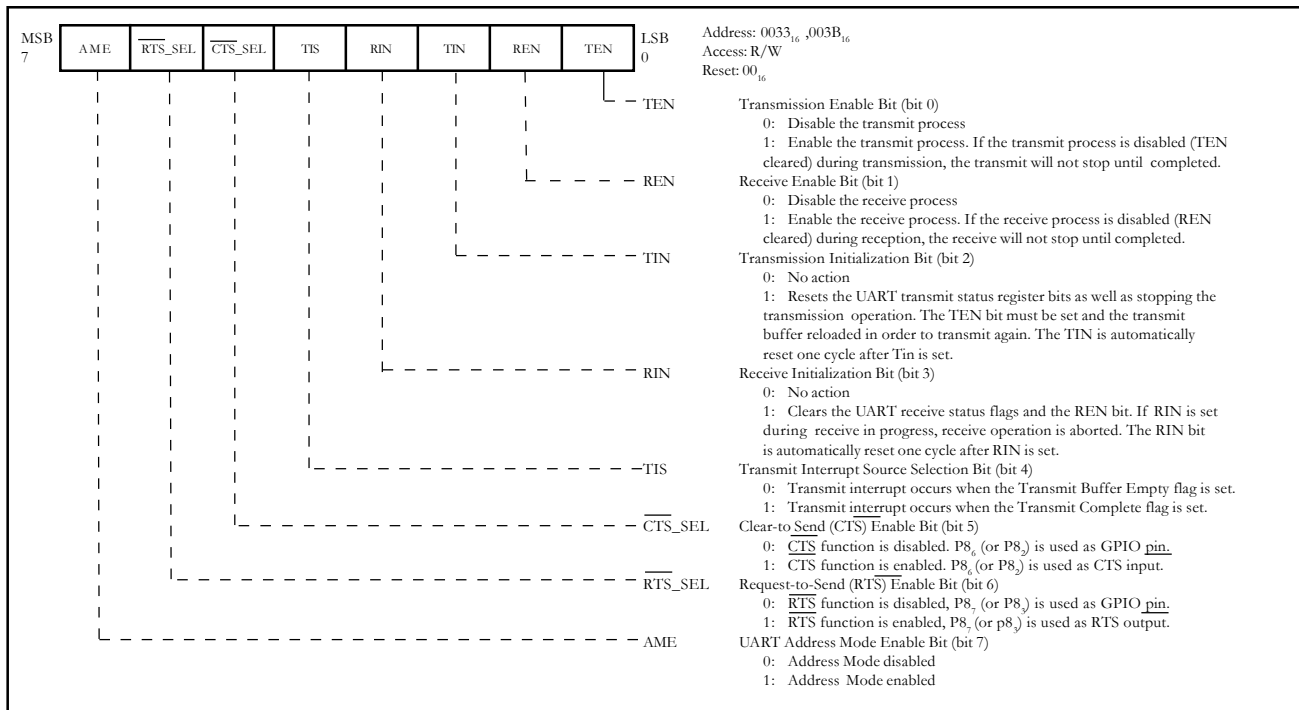 MSB 7 AME RTS_SEL CTS_SEL TIS RIN TIN REN TEN LSB 0
Address: 0033₁₆ ,003B₁₆
Access: R/W
Reset: 00₁₆
TEN Transmission Enable Bit (bit 0)
0: Disable the transmit process
1: Enable the transmit process. If the transmit process is disabled (TEN
cleared) during transmission, the transmit will not stop until completed.
REN Receive Enable Bit (bit 1)
0: Disable the receive process
1: Enable the receive process. If the receive process is disabled (REN
cleared) during reception, the receive will not stop until completed.
TIN Transmission Initialization Bit (bit 2)
0: No action
1: Resets the UART transmit status register bits as well as stopping the
transmission operation. The TEN bit must be set and the transmit
buffer reloaded in order to transmit again. The TIN is automatically
reset one cycle after Tin is set.
RIN Receive Initialization Bit (bit 3)
0: No action
1: Clears the UART receive status flags and the REN bit. If RIN is set
during receive in progress, receive operation is aborted. The RIN bit
is automatically reset one cycle after RIN is set.
TIS Transmit Interrupt Source Selection Bit (bit 4)
0: Transmit interrupt occurs when the Transmit Buffer Empty flag is set.
1: Transmit interrupt occurs when the Transmit Complete flag is set.
CTS_SEL Clear-to Send (CTS) Enable Bit (bit 5)
0: CTS function is disabled. P8₆ (or P8₂) is used as GPIO pin.
1: CTS function is enabled. P8₆ (or P8₂) is used as CTS input.
RTS_SEL Request-to-Send (RTS) Enable Bit (bit 6)
0: RTS function is disabled, P8₇ (or P8₃) is used as GPIO pin.
1: RTS function is enabled, P8₇ (or p8₃) is used as RTS output.
AME UART Address Mode Enable Bit (bit 7)
0: Address Mode disabled
1: Address Mode enabled